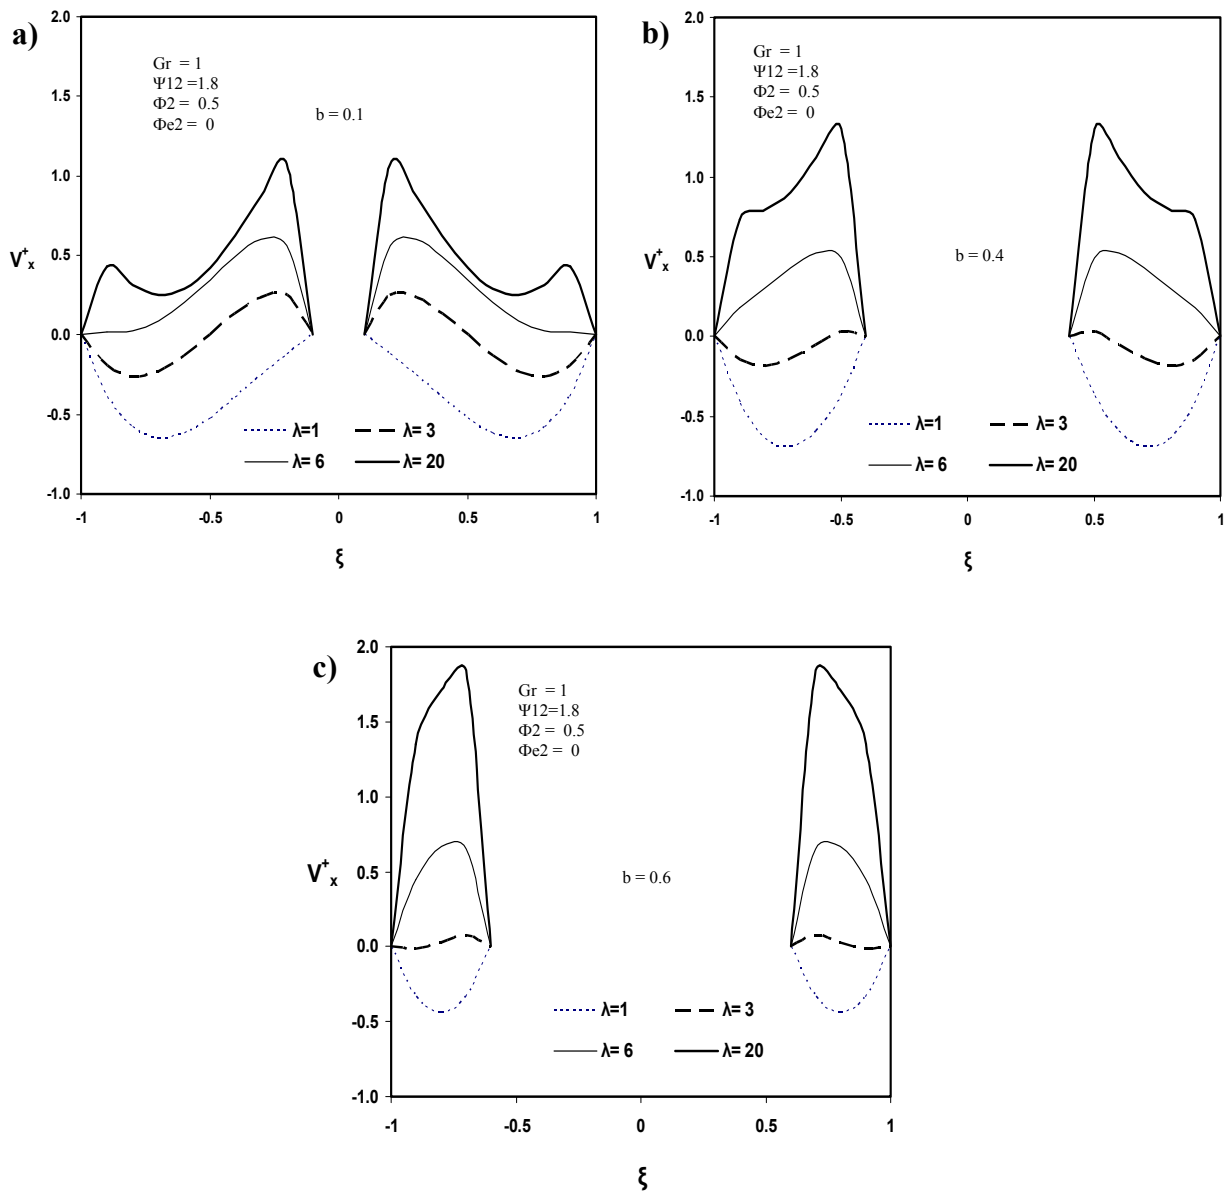 a)
2.0
1.5
1.0
0.5
0.0
-0.5
-1.0
V⁺ₓ
Gr = 1
Ψ12 =1.8
Φ2 = 0.5
Φe2 = 0
b = 0.1
λ=1
λ= 3
λ= 6
λ= 20
-1 -0.5 0 0.5 1
ξ
b)
2.0
1.5
1.0
0.5
0.0
-0.5
-1.0
V⁺ₓ
Gr = 1
Ψ12 =1.8
Φ2 = 0.5
Φe2 = 0
b = 0.4
λ=1
λ= 3
λ= 6
λ= 20
-1 -0.5 0 0.5 1
ξ
c)
2.0
1.5
1.0
0.5
0.0
-0.5
-1.0
V⁺ₓ
Gr = 1
Ψ12=1.8
Φ2 = 0.5
Φe2 = 0
b = 0.6
λ=1
λ= 3
λ= 6
λ= 20
-1 -0.5 0 0.5 1
ξ